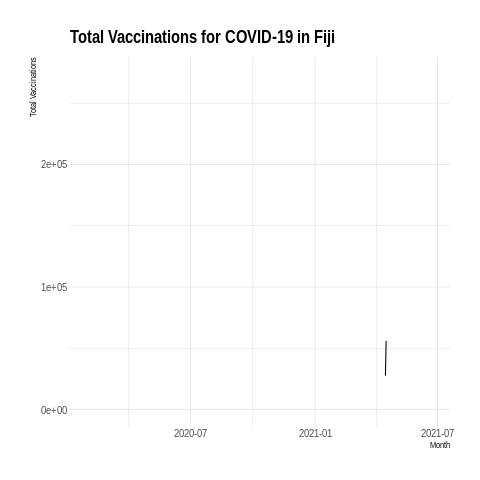 Total Vaccinations for COVID-19 in Fiji
Total Vaccinations
2e+05
1e+05
0e+00
2020-07
2021-01
2021-07
Month